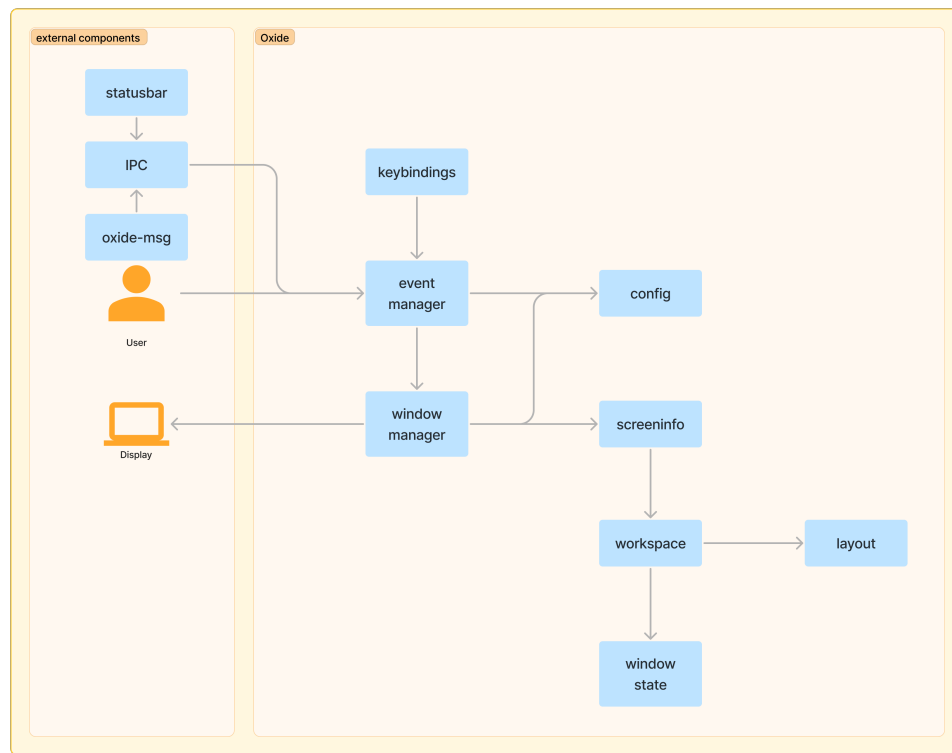 external components
Oxide
statusbar
IPC
keybindings
oxide-msg
event
manager
config
User
window
manager
screeninfo
Display
workspace
layout
window
state